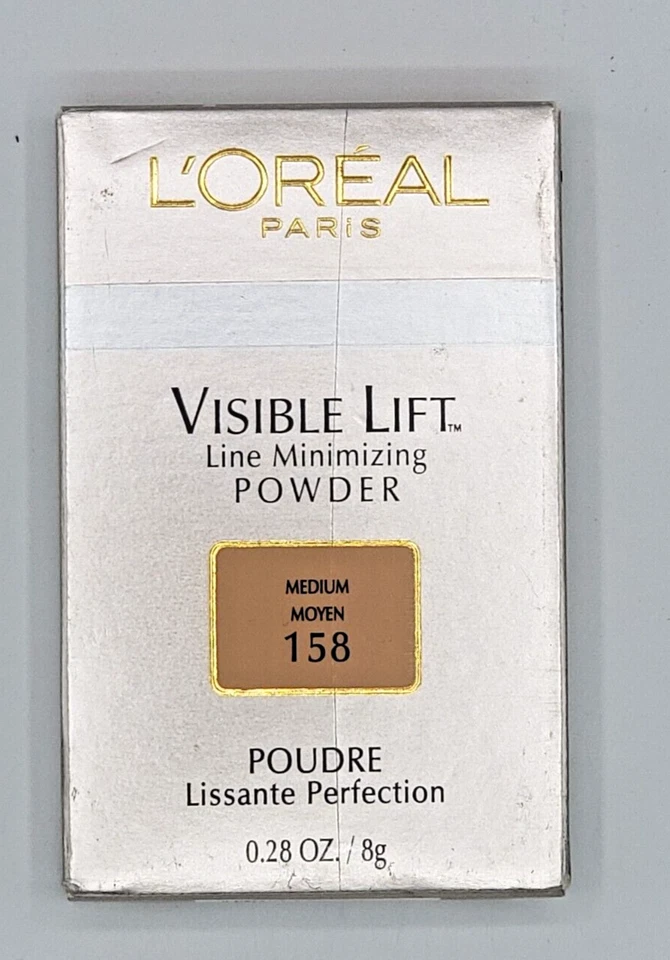 L'ORÉAL
PARiS
VISIBLE LIFT™
Line Minimizing
POWDER
MEDIUM
MOYEN
158
POUDRE
Lissante Perfection
0.28 OZ. / 8g